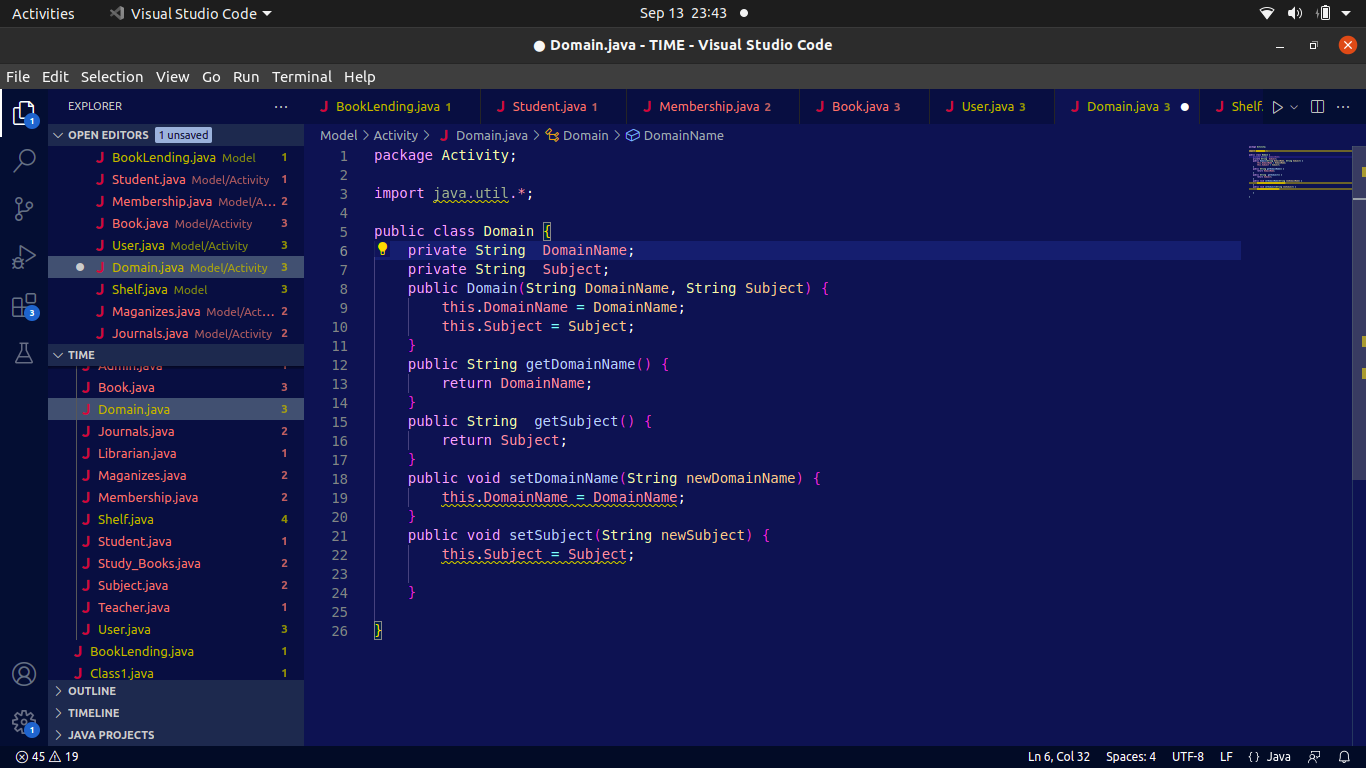 Activities Visual Studio Code Sep 13 23:43
● Domain.java - TIME - Visual Studio Code
File Edit Selection View Go Run Terminal Help
EXPLORER ···
OPEN EDITORS 1 unsaved
BookLending.java Model 1
Student.java Model/Activity 1
Membership.java Model/A... 2
Book.java Model/Activity 3
User.java Model/Activity 3
Domain.java Model/Activity 3
Shelf.java Model 3
Maganizes.java Model/Act... 2
Journals.java Model/Activity 2
TIME
Admin.java 1
Book.java 3
Domain.java 3
Journals.java 2
Librarian.java 1
Maganizes.java 2
Membership.java 2
Shelf.java 4
Student.java 1
Study_Books.java 2
Subject.java 2
Teacher.java 1
User.java 3
BookLending.java 1
Class1.java 1
OUTLINE
TIMELINE
JAVA PROJECTS
1
3
1
BookLending.java 1 Student.java 1 Membership.java 2 Book.java 3 User.java 3 Domain.java 3 Shelf. ···
Model > Activity > Domain.java > Domain > DomainName
1 package Activity;
2
3 import java.util.*;
4
5 public class Domain {
6 private String  DomainName;
7 private String  Subject;
8 public Domain(String DomainName, String Subject) {
9 this.DomainName = DomainName;
10 this.Subject = Subject;
11 }
12 public String getDomainName() {
13 return DomainName;
14 }
15 public String  getSubject() {
16 return Subject;
17 }
18 public void setDomainName(String newDomainName) {
19 this.DomainName = DomainName;
20 }
21 public void setSubject(String newSubject) {
22 this.Subject = Subject;
23
24 }
25
26 }
45 19 Ln 6, Col 32 Spaces: 4 UTF-8 LF {} Java